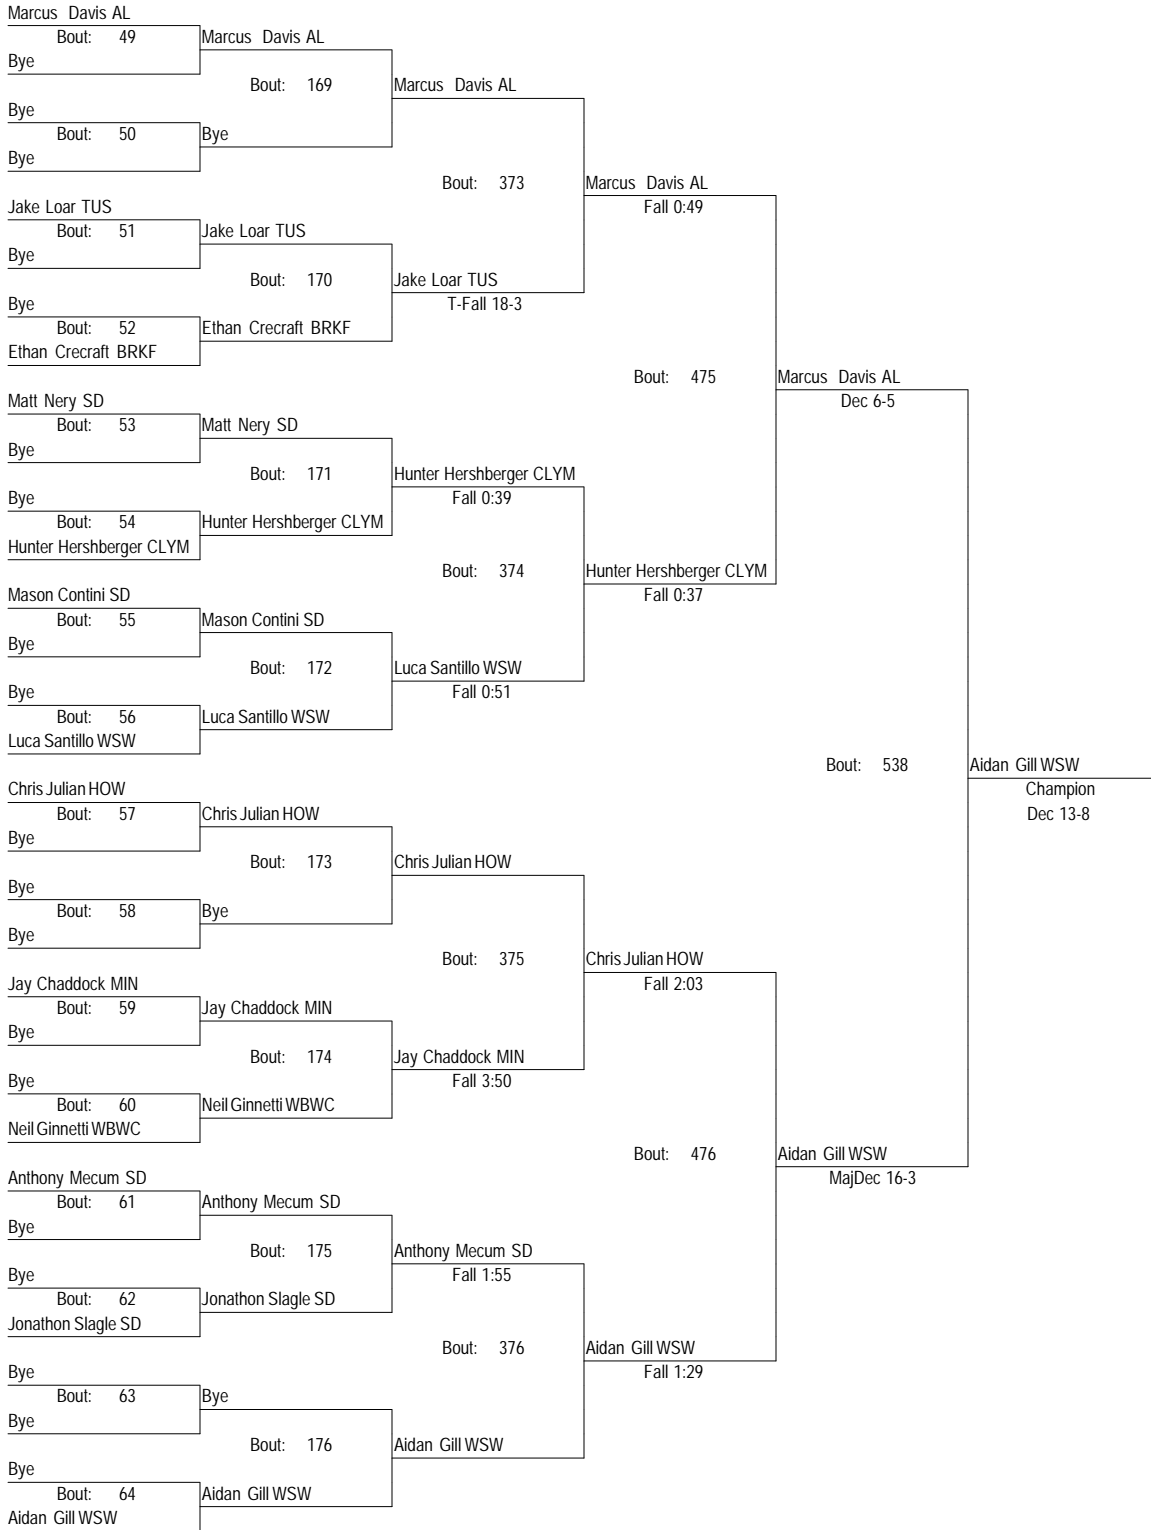 Marcus Davis AL
Bout: 49 Marcus Davis AL
Bye
Bout: 169 Marcus Davis AL
Bye
Bout: 50 Bye
Bye
Bout: 373 Marcus Davis AL
Jake Loar TUS Fall 0:49
Bout: 51 Jake Loar TUS
Bye
Bout: 170 Jake Loar TUS
Bye T-Fall 18-3
Bout: 52 Ethan Crecraft BRKF
Ethan Crecraft BRKF
Bout: 475 Marcus Davis AL
Matt Nery SD Dec 6-5
Bout: 53 Matt Nery SD
Bye
Bout: 171 Hunter Hershberger CLYM
Bye Fall 0:39
Bout: 54 Hunter Hershberger CLYM
Hunter Hershberger CLYM
Bout: 374 Hunter Hershberger CLYM
Mason Contini SD Fall 0:37
Bout: 55 Mason Contini SD
Bye
Bout: 172 Luca Santillo WSW
Bye Fall 0:51
Bout: 56 Luca Santillo WSW
Luca Santillo WSW
Bout: 538 Aidan Gill WSW
Chris Julian HOW Champion
Bout: 57 Chris Julian HOW Dec 13-8
Bye
Bout: 173 Chris Julian HOW
Bye
Bout: 58 Bye
Bye
Bout: 375 Chris Julian HOW
Jay Chaddock MIN Fall 2:03
Bout: 59 Jay Chaddock MIN
Bye
Bout: 174 Jay Chaddock MIN
Bye Fall 3:50
Bout: 60 Neil Ginnetti WBWC
Neil Ginnetti WBWC
Bout: 476 Aidan Gill WSW
Anthony Mecum SD MajDec 16-3
Bout: 61 Anthony Mecum SD
Bye
Bout: 175 Anthony Mecum SD
Bye Fall 1:55
Bout: 62 Jonathon Slagle SD
Jonathon Slagle SD
Bout: 376 Aidan Gill WSW
Bye Fall 1:29
Bout: 63 Bye
Bye
Bout: 176 Aidan Gill WSW
Bye
Bout: 64 Aidan Gill WSW
Aidan Gill WSW